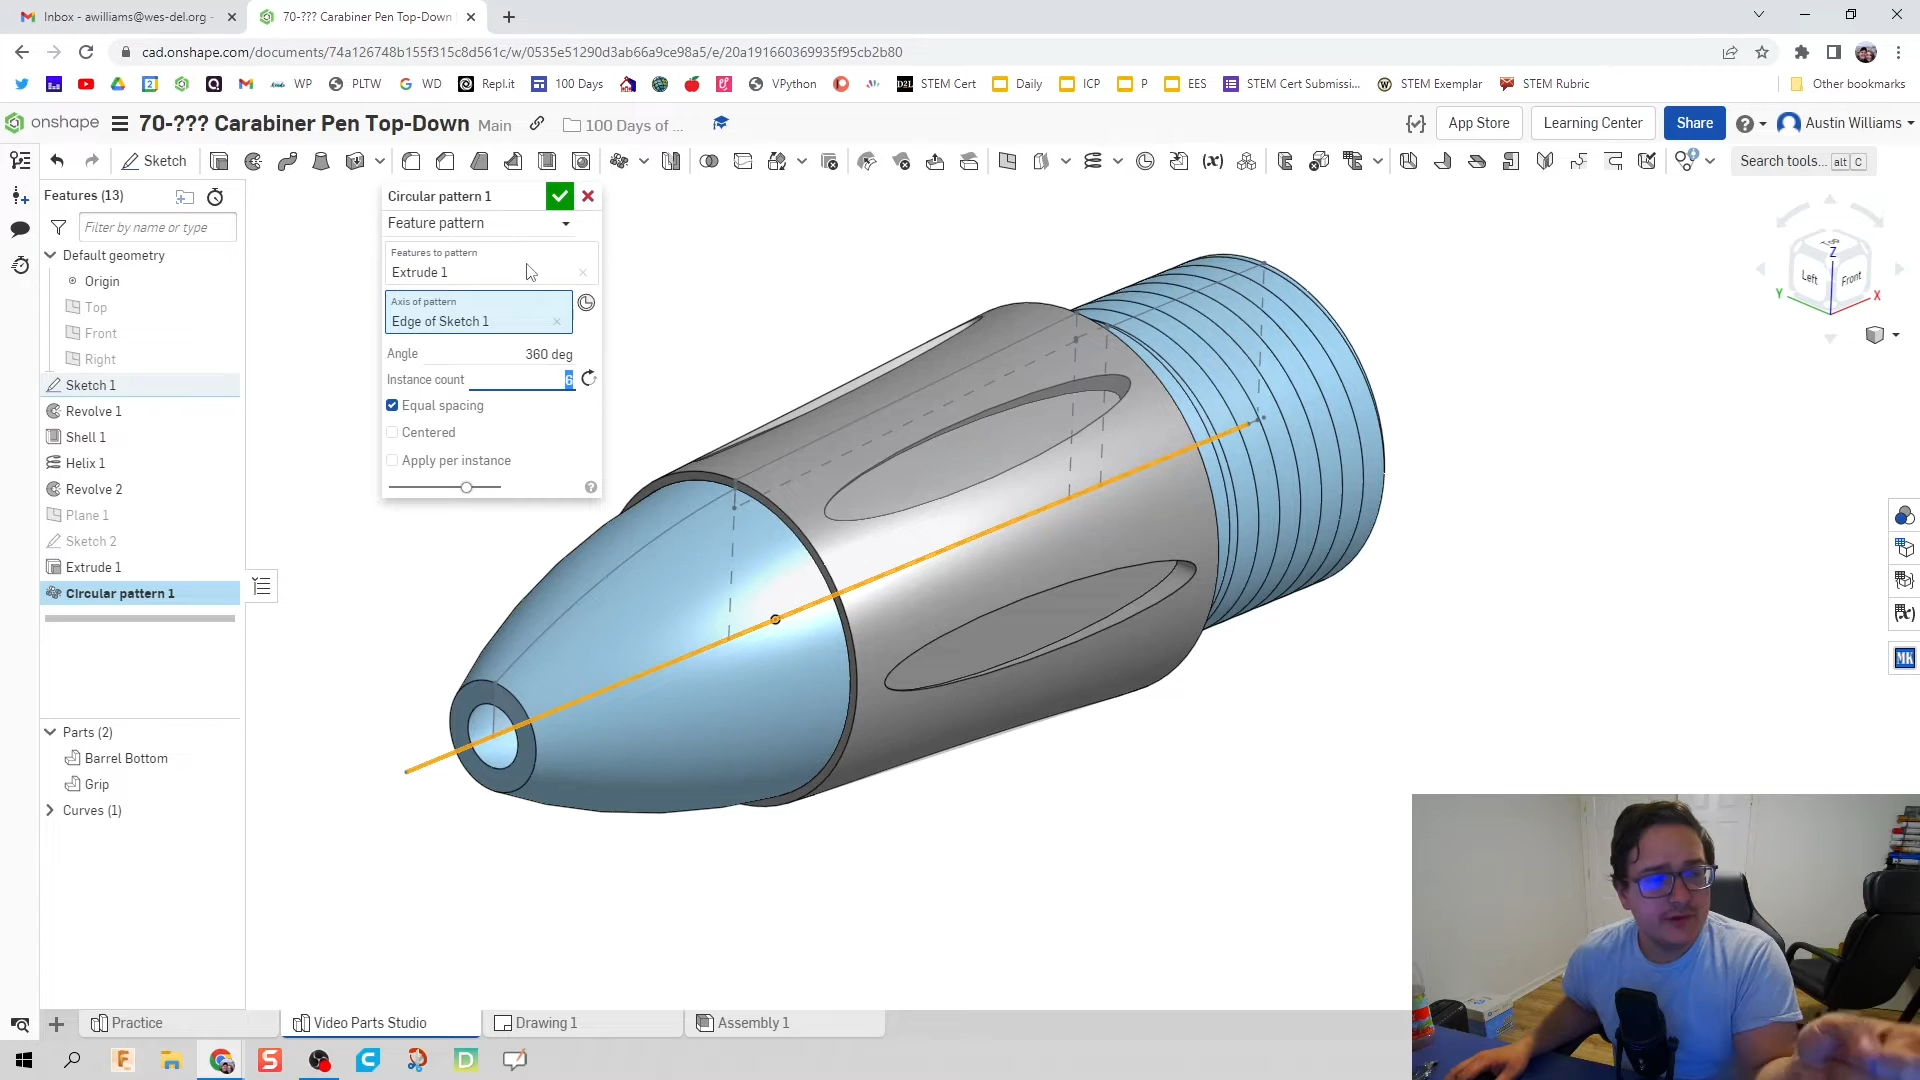 Inbox - awilliams@wes-del.org -
70-??? Carabiner Pen Top-Down
cad.onshape.com/documents/74a126748b155f315c8d561c/w/0535e51290d3ab66a9ce98a5/e/20a191660369935f95cb2b80
WP
PLTW
WD
Repl.it
100 Days
VPython
STEM Cert
Daily
ICP
P
EES
STEM Cert Submissi...
STEM Exemplar
STEM Rubric
Other bookmarks
onshape
70-??? Carabiner Pen Top-Down
Main
100 Days of ...
App Store
Learning Center
Share
Austin Williams
Sketch
Search tools...
alt
C
Features (13)
Filter by name or type
Default geometry
Origin
Top
Front
Right
Sketch 1
Revolve 1
Shell 1
Helix 1
Revolve 2
Plane 1
Sketch 2
Extrude 1
Circular pattern 1
Parts (2)
Barrel Bottom
Grip
Curves (1)
Circular pattern 1
Feature pattern
Features to pattern
Extrude 1
Axis of pattern
Edge of Sketch 1
Angle
360 deg
Instance count
6
Equal spacing
Centered
Apply per instance
Top
Z
Left
Front
Y
X
MK
Practice
Video Parts Studio
Drawing 1
Assembly 1